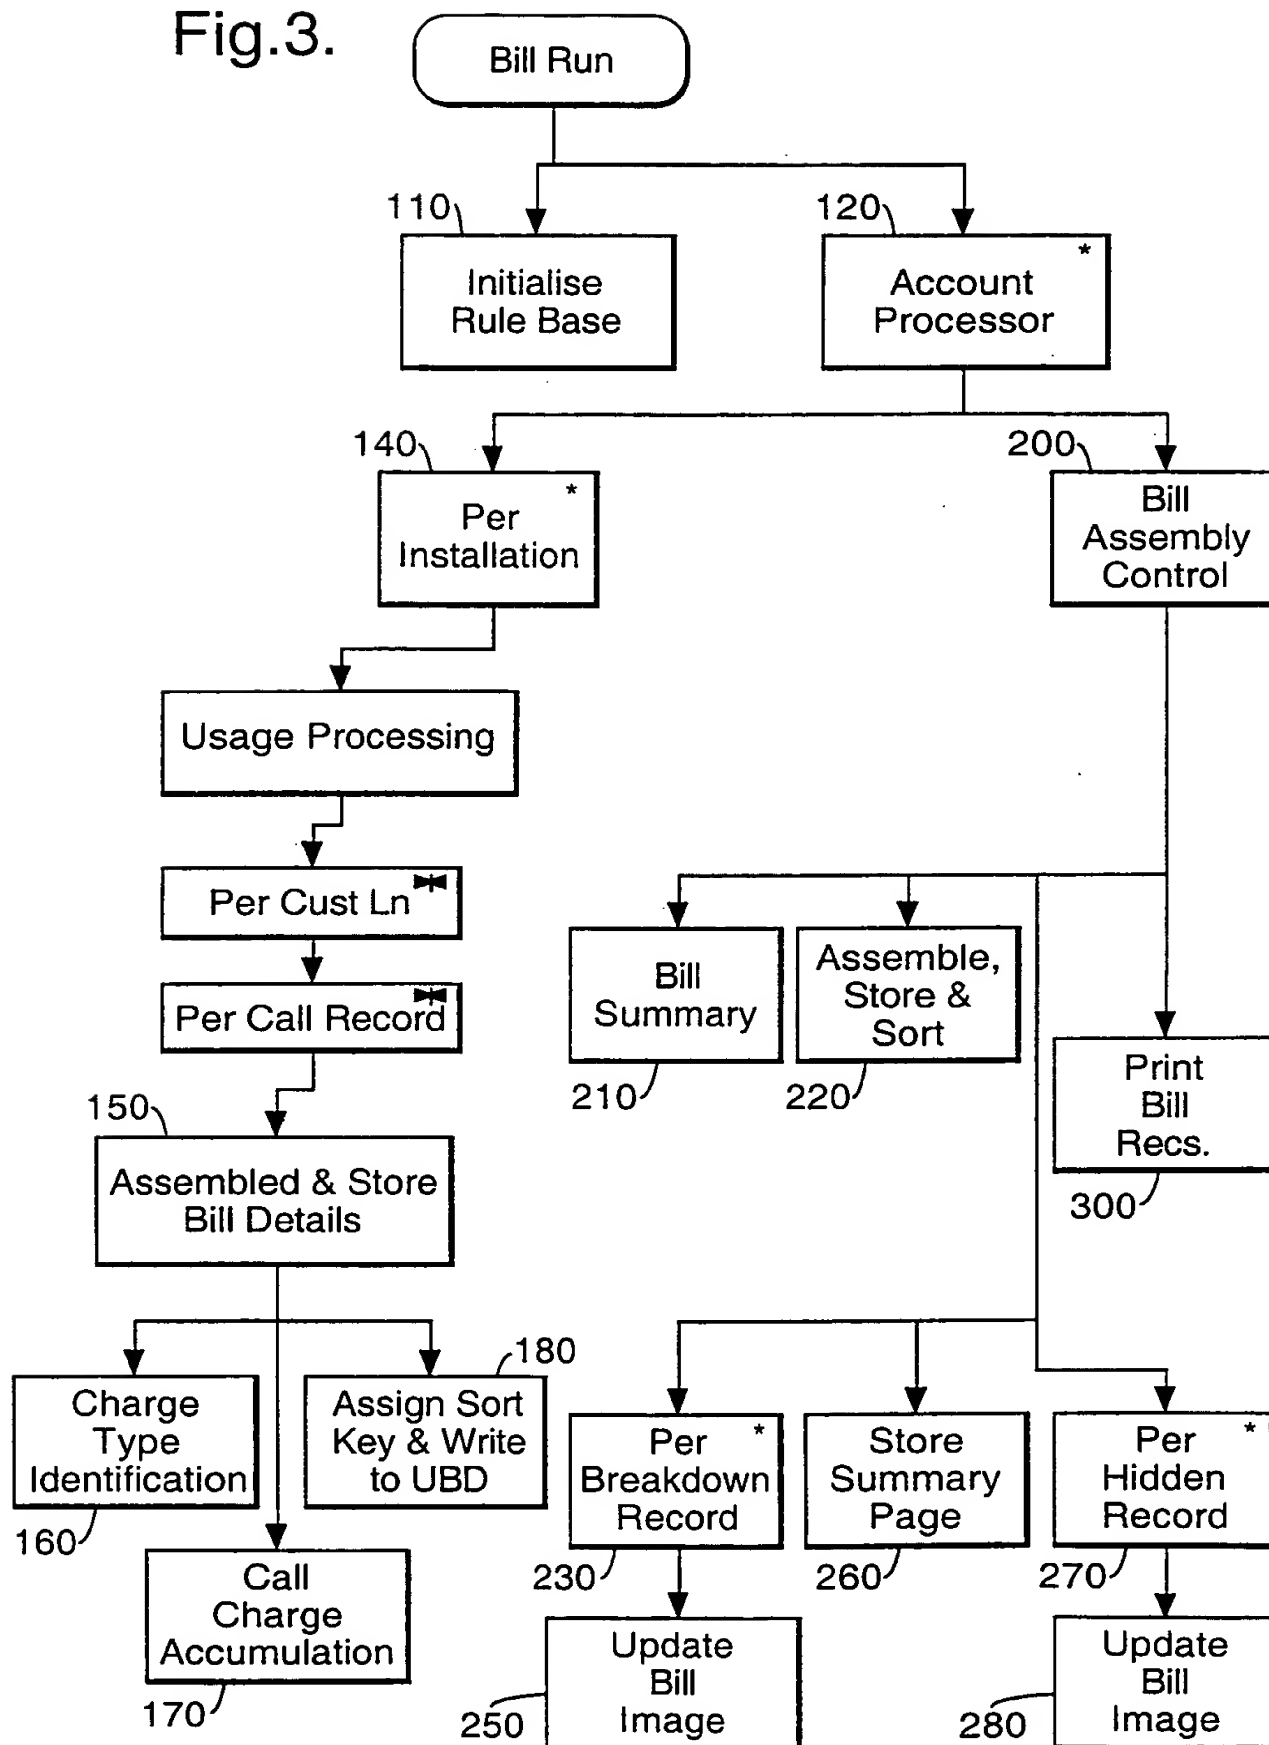 Fig.3.
Bill Run
110
120
Initialise
Rule Base
*
Account
Processor
140
200
*
Per
Installation
Bill
Assembly
Control
Usage Processing
Per Cust Ln
Per Call Record
Bill
Summary
210
Assemble,
Store &
Sort
220
Print
Bill
Recs.
300
150
Assembled & Store
Bill Details
180
Charge
Type
Identification
160
Assign Sort
Key & Write
to UBD
Call
Charge
Accumulation
170
*
Per
Breakdown
Record
230
Store
Summary
Page
260
*
Per
Hidden
Record
270
Update
Bill
Image
250
Update
Bill
Image
280